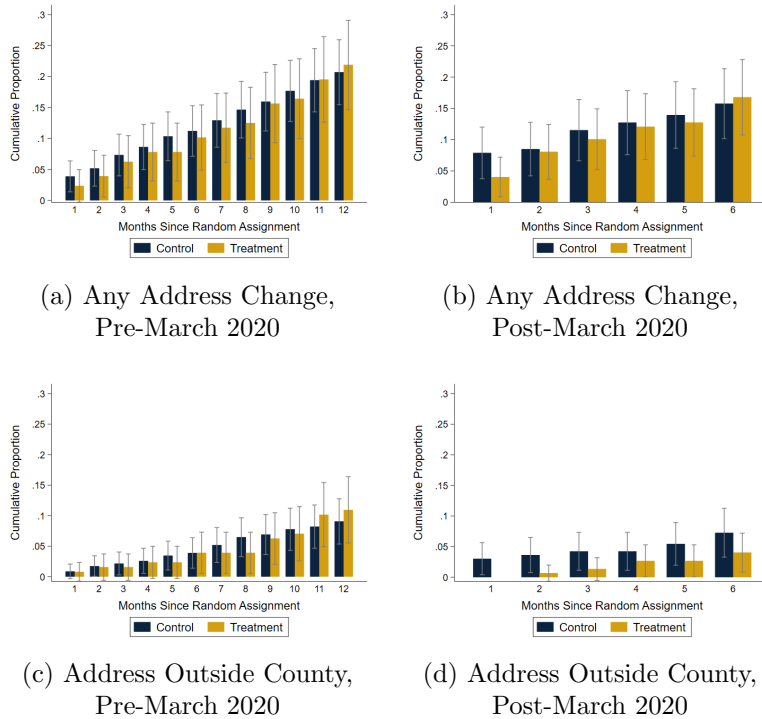 .3
.25
.2
.15
.1
.05
0
Cumulative Proportion
1 2 3 4 5 6 7 8 9 10 11 12
Months Since Random Assignment
Control Treatment
(a) Any Address Change,
Pre-March 2020
.3
.25
.2
.15
.1
.05
0
Cumulative Proportion
1 2 3 4 5 6
Months Since Random Assignment
Control Treatment
(b) Any Address Change,
Post-March 2020
.3
.25
.2
.15
.1
.05
0
Cumulative Proportion
1 2 3 4 5 6 7 8 9 10 11 12
Months Since Random Assignment
Control Treatment
(c) Address Outside County,
Pre-March 2020
.3
.25
.2
.15
.1
.05
0
Cumulative Proportion
1 2 3 4 5 6
Months Since Random Assignment
Control Treatment
(d) Address Outside County,
Post-March 2020